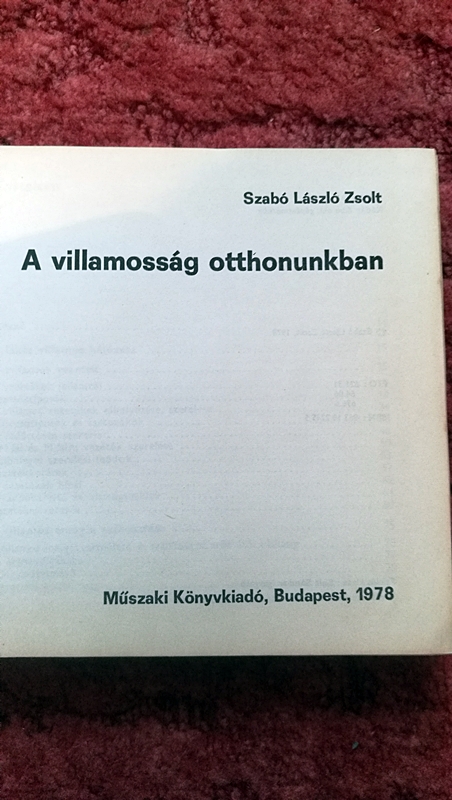 Szabó László Zsolt
A villamosság otthonunkban
Műszaki Könyvkiadó, Budapest, 1978